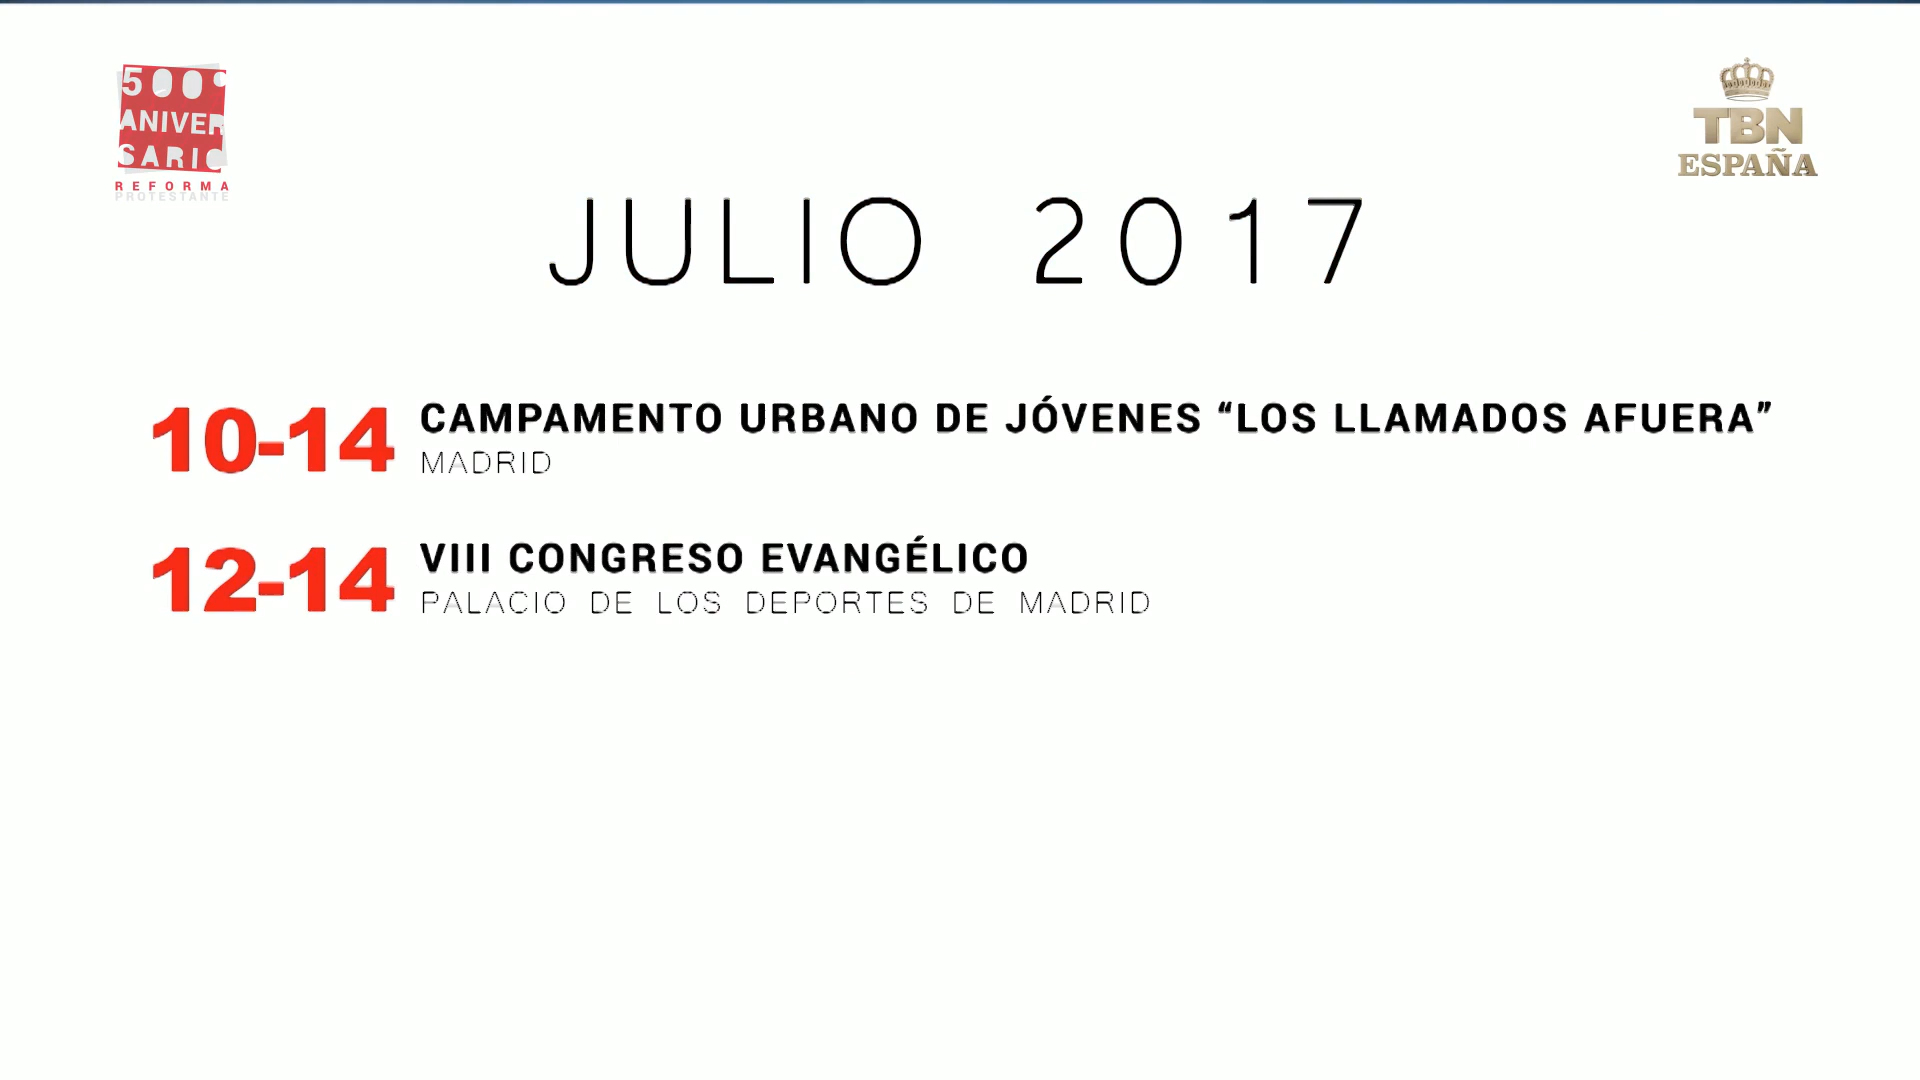 500º
ANIVER
SARIO
REFORMA
PROTESTANTE
TBN
ESPAÑA
JULIO 2017
10-14 CAMPAMENTO URBANO DE JÓVENES “LOS LLAMADOS AFUERA”
MADRID
12-14 VIII CONGRESO EVANGÉLICO
PALACIO DE LOS DEPORTES DE MADRID